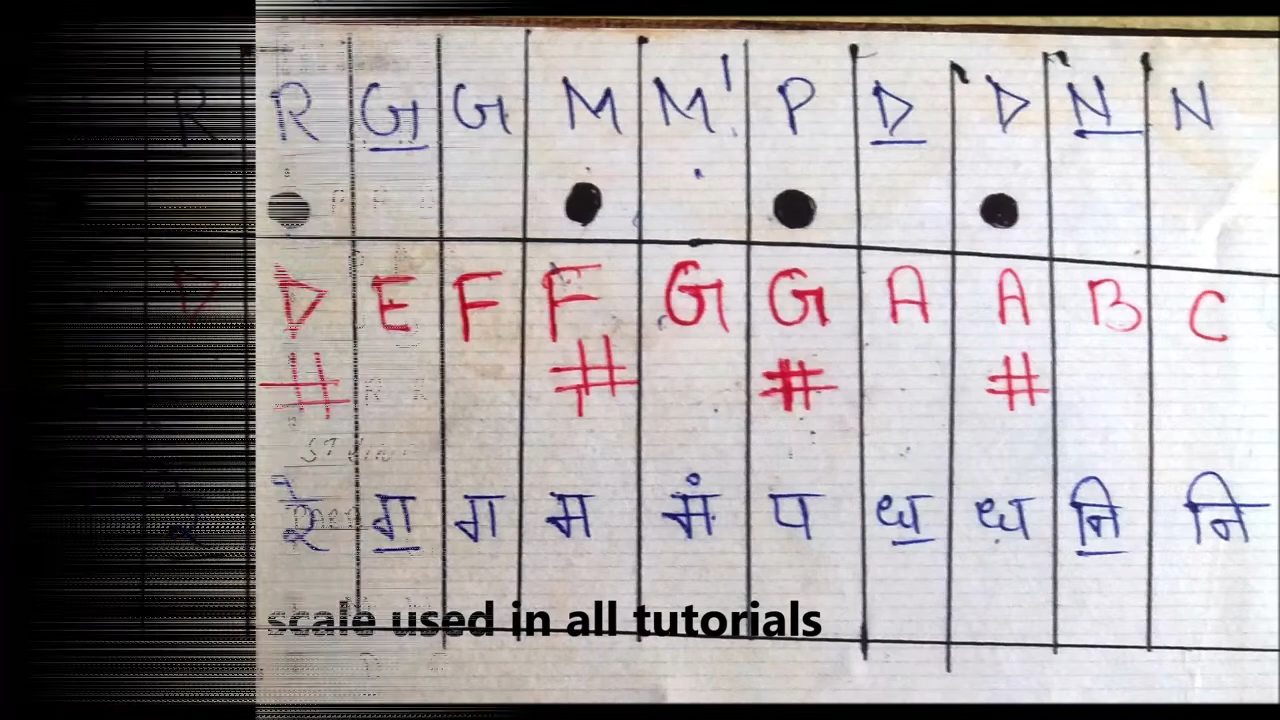 R R G G M M' P D D N N
D D E F F G G A A B C
# # # #
रे ग ग म मं प ध ध नि नि
scale used in all tutorials